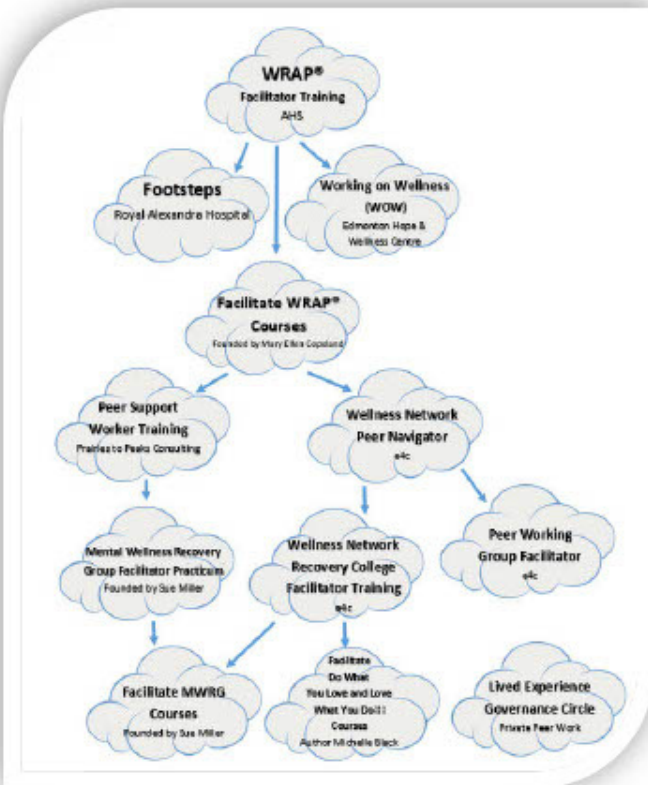 WRAP®
Facilitator Training
AHS
Footsteps
Royal Alexandra Hospital
Working on Wellness
(WOW)
Edmonton Hope &
Wellness Centre
Facilitate WRAP®
Courses
Founded by Mary Ellen Copeland
Peer Support
Worker Training
Prairies to Peaks Consulting
Wellness Network
Peer Navigator
e4c
Mental Wellness Recovery
Group Facilitator Practicum
Founded by Sue Miller
Wellness Network
Recovery College
Facilitator Training
e4c
Peer Working
Group Facilitator
e4c
Facilitate MWRG
Courses
Founded by Sue Miller
Facilitate
Do What
You Love and Love
What You Do
Courses
Author Michelle Black
Lived Experience
Governance Circle
Private Peer Work